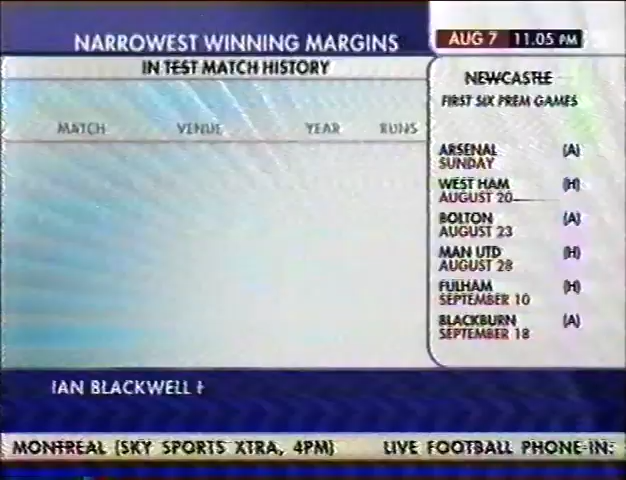 NARROWEST WINNING MARGINS
IN TEST MATCH HISTORY
MATCH VENUE YEAR RUNS
AUG 7 11.05 PM
NEWCASTLE
FIRST SIX PREM GAMES
ARSENAL (A)
SUNDAY
WEST HAM (H)
AUGUST 20
BOLTON (A)
AUGUST 23
MAN UTD (H)
AUGUST 28
FULHAM (H)
SEPTEMBER 10
BLACKBURN (A)
SEPTEMBER 18
IAN BLACKWELL
MONTREAL (SKY SPORTS XTRA, 4PM) LIVE FOOTBALL PHONE-IN: